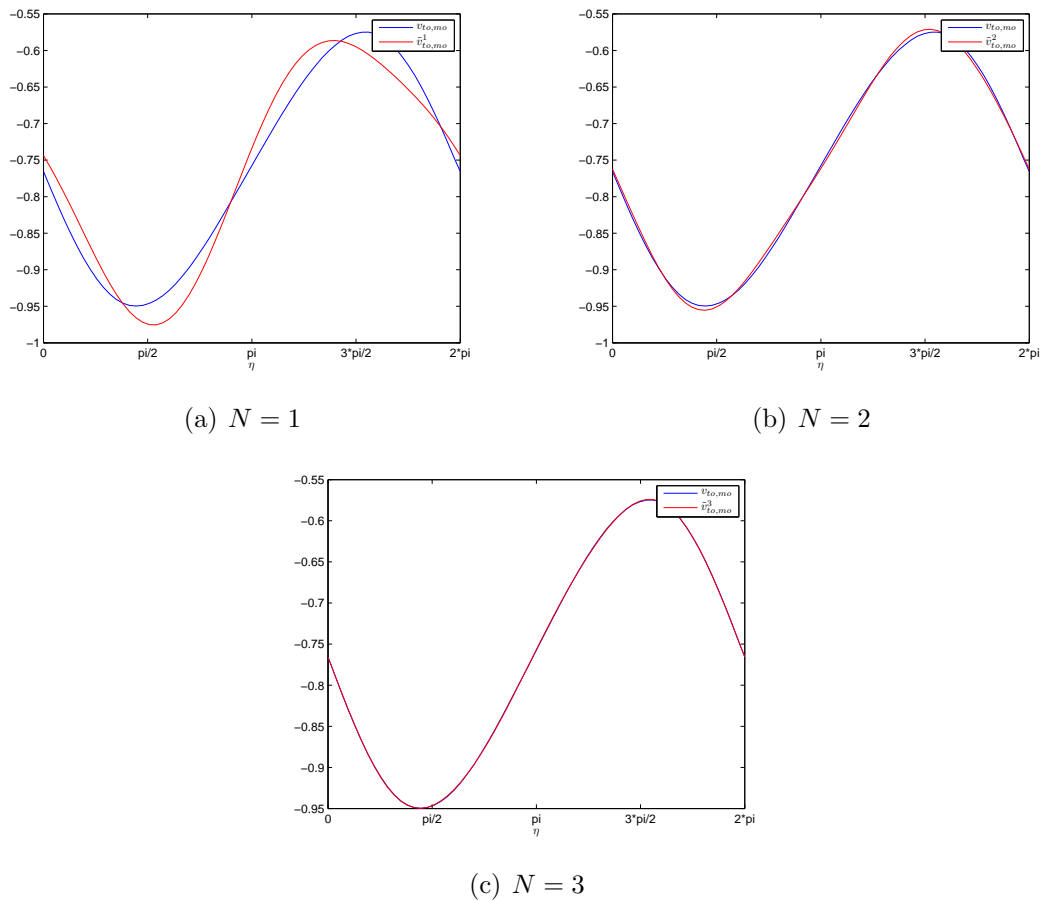 −0.55
−0.6
−0.65
−0.7
−0.75
−0.8
−0.85
−0.9
−0.95
−1
0 pi/2 pi 3*pi/2 2*pi
η
v_{to,mo}
ṽ^1_{to,mo}
(a) N = 1
−0.55
−0.6
−0.65
−0.7
−0.75
−0.8
−0.85
−0.9
−0.95
−1
0 pi/2 pi 3*pi/2 2*pi
η
v_{to,mo}
ṽ^2_{to,mo}
(b) N = 2
−0.55
−0.6
−0.65
−0.7
−0.75
−0.8
−0.85
−0.9
−0.95
0 pi/2 pi 3*pi/2 2*pi
η
v_{to,mo}
ṽ^3_{to,mo}
(c) N = 3